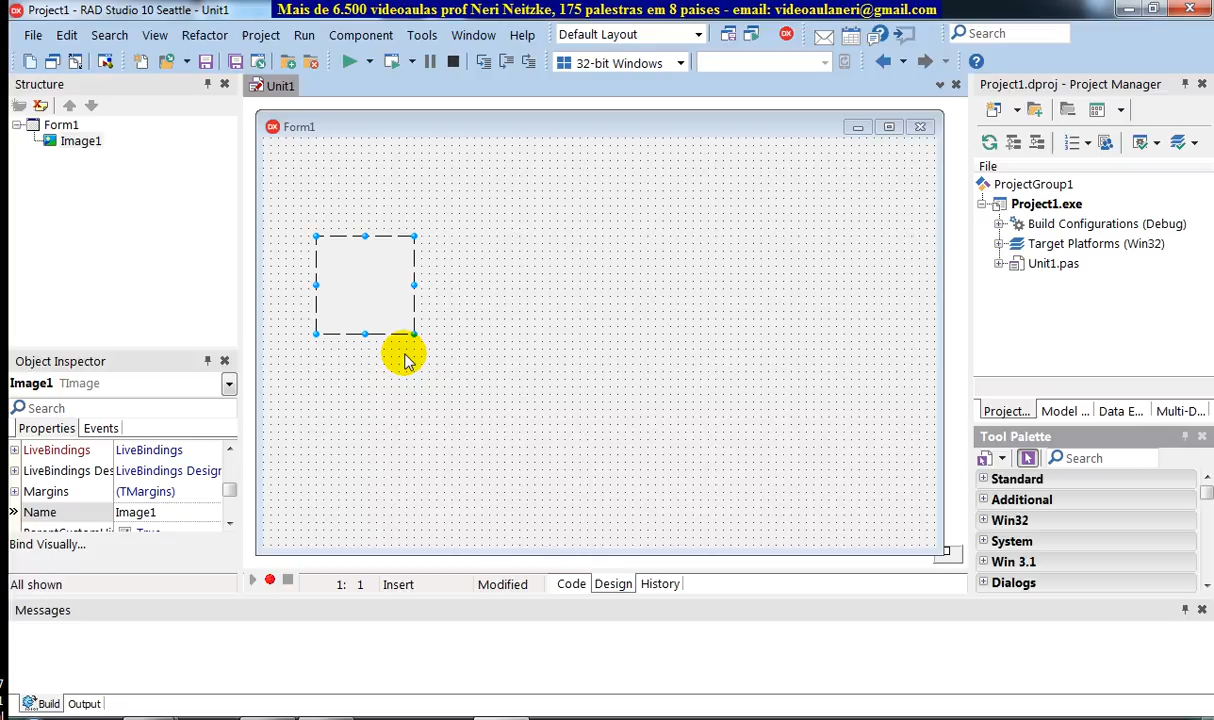 Project1 - RAD Studio 10 Seattle - Unit1
Mais de 6.500 videoaulas prof Neri Neitzke, 175 palestras em 8 paises - email: videoaulaneri@gmail.com
File Edit Search View Refactor Project Run Component Tools Window Help
Default Layout
Search
32-bit Windows
Structure
Unit1
Project1.dproj - Project Manager
Form1
Image1
Form1
File
ProjectGroup1
Project1.exe
Build Configurations (Debug)
Target Platforms (Win32)
Unit1.pas
Object Inspector
Image1 TImage
Search
Properties Events
LiveBindings LiveBindings
LiveBindings Des LiveBindings Design
Margins (TMargins)
Name Image1
Bind Visually...
All shown
Project... Model ... Data E... Multi-D...
Tool Palette
Search
Standard
Additional
Win32
System
Win 3.1
Dialogs
1: 1 Insert Modified Code Design History
Messages
Build Output